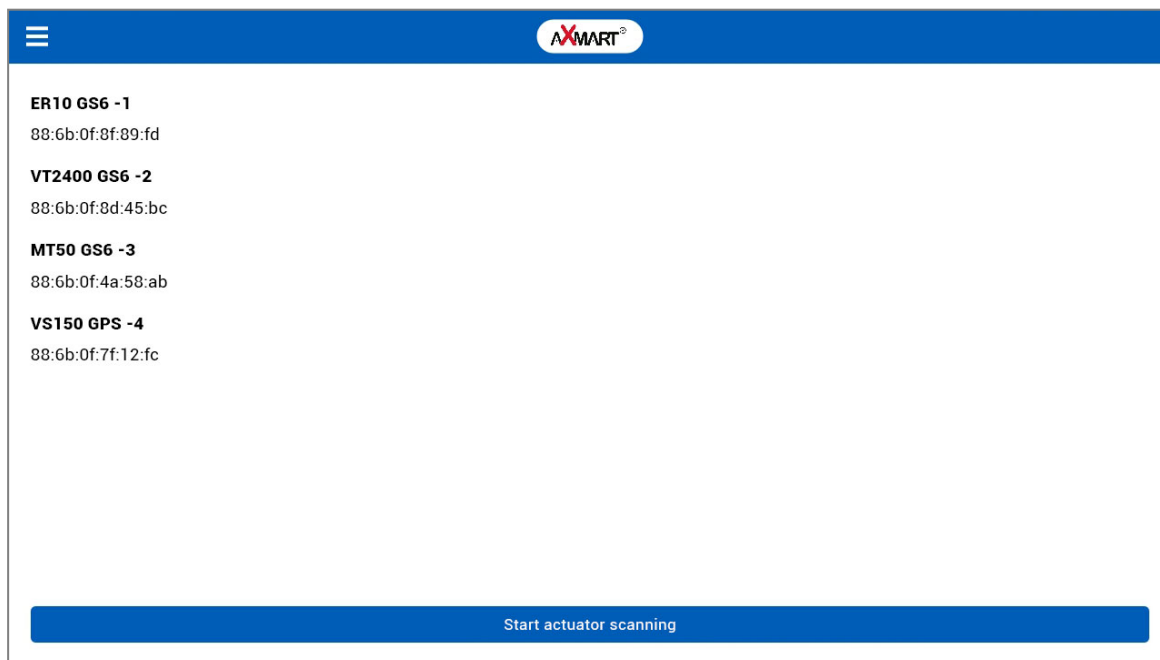 AXMART®
ER10 GS6 -1
88:6b:0f:8f:89:fd
VT2400 GS6 -2
88:6b:0f:8d:45:bc
MT50 GS6 -3
88:6b:0f:4a:58:ab
VS150 GPS -4
88:6b:0f:7f:12:fc
Start actuator scanning